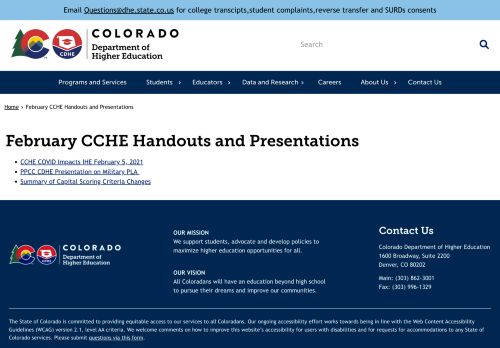 Email Questions@dhe.state.co.us for college transcipts,student complaints,reverse transfer and SURDs consents
COLORADO
Department of
Higher Education
CO
CDHE
Search
Programs and Services
Students
Educators
Data and Research
Careers
About Us
Contact Us
Home > February CCHE Handouts and Presentations
February CCHE Handouts and Presentations
CCHE COVID Impacts IHE February 5, 2021
PPCC CDHE Presentation on Military PLA
Summary of Capital Scoring Criteria Changes
CO
CDHE
COLORADO
Department of
Higher Education
OUR MISSION
We support students, advocate and develop policies to
maximize higher education opportunities for all.
OUR VISION
All Coloradans will have an education beyond high school
to pursue their dreams and improve our communities.
Contact Us
Colorado Department of Higher Education
1600 Broadway, Suite 2200
Denver, CO 80202
Main: (303) 862-3001
Fax: (303) 996-1329
The State of Colorado is committed to providing equitable access to our services to all Coloradans. Our ongoing accessibility effort works towards being in line with the Web Content Accessibility
Guidelines (WCAG) version 2.1, level AA criteria. We welcome comments on how to improve this website's accessibility for users with disabilities and for requests for accommodations to any State of
Colorado services. Please submit questions via this form.